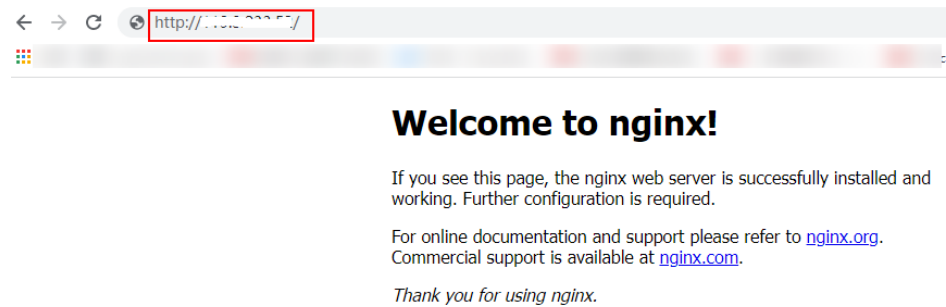 http://
Welcome to nginx!
If you see this page, the nginx web server is successfully installed and
working. Further configuration is required.
For online documentation and support please refer to nginx.org.
Commercial support is available at nginx.com.
Thank you for using nginx.